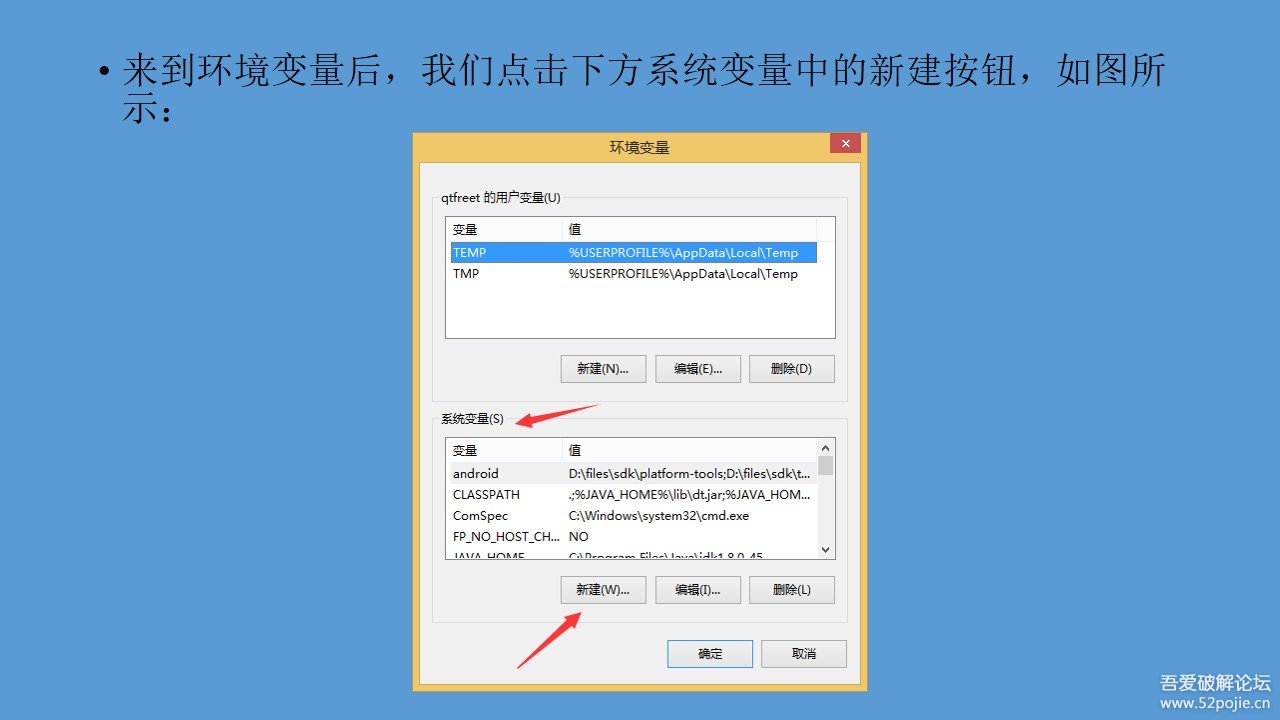 • 来到环境变量后，我们点击下方系统变量中的新建按钮，如图所
示：
环境变量
qtfreet 的用户变量(U)
变量 值
TEMP %USERPROFILE%\AppData\Local\Temp
TMP %USERPROFILE%\AppData\Local\Temp
新建(N)... 编辑(E)... 删除(D)
系统变量(S)
变量 值
android D:\files\sdk\platform-tools;D:\files\sdk\t...
CLASSPATH .;%JAVA_HOME%\lib\dt.jar;%JAVA_HOM...
ComSpec C:\Windows\system32\cmd.exe
FP_NO_HOST_CH... NO
JAVA_HOME C:\Program Files\Java\jdk1.8.0_45
新建(W)... 编辑(I)... 删除(L)
确定 取消
吾爱破解论坛
www.52pojie.cn